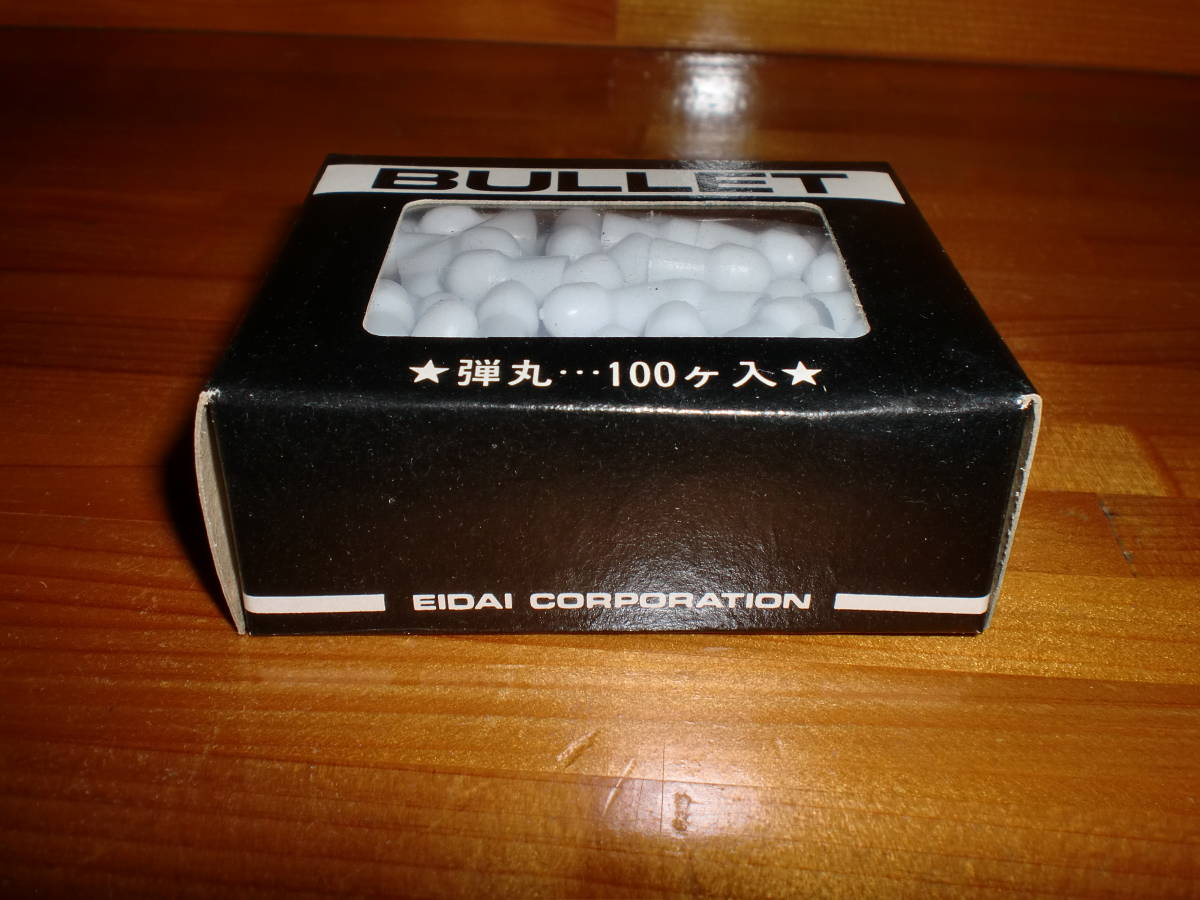 BULLET
★弾丸…100ヶ入★
EIDAI CORPORATION